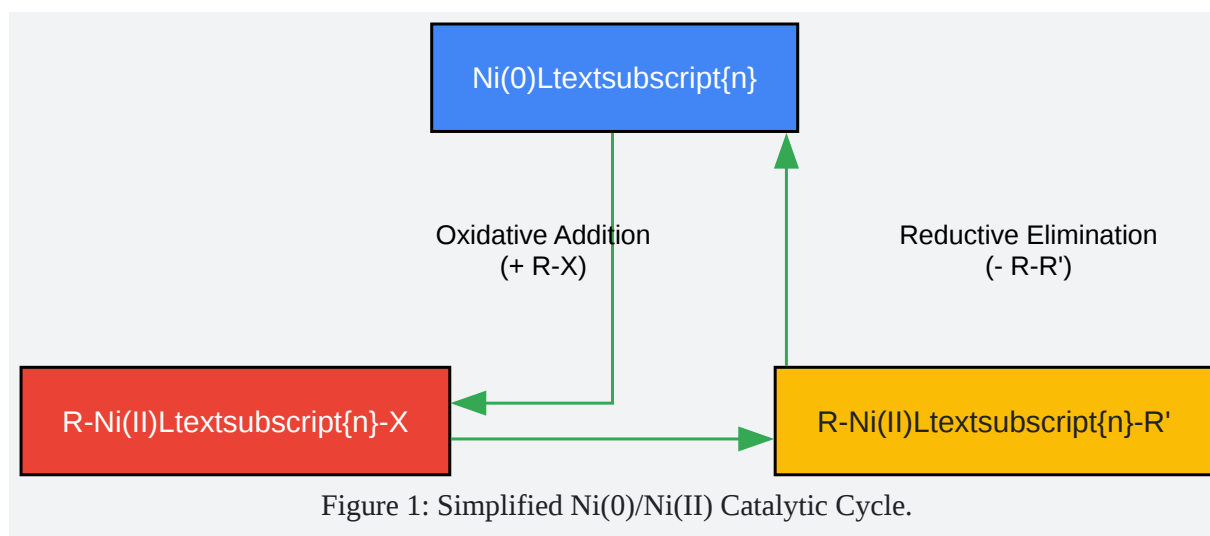 Ni(0)Ltextsubscript{n}
Oxidative Addition
(+ R-X)
Reductive Elimination
(- R-R')
R-Ni(II)Ltextsubscript{n}-X
R-Ni(II)Ltextsubscript{n}-R'
Figure 1: Simplified Ni(0)/Ni(II) Catalytic Cycle.